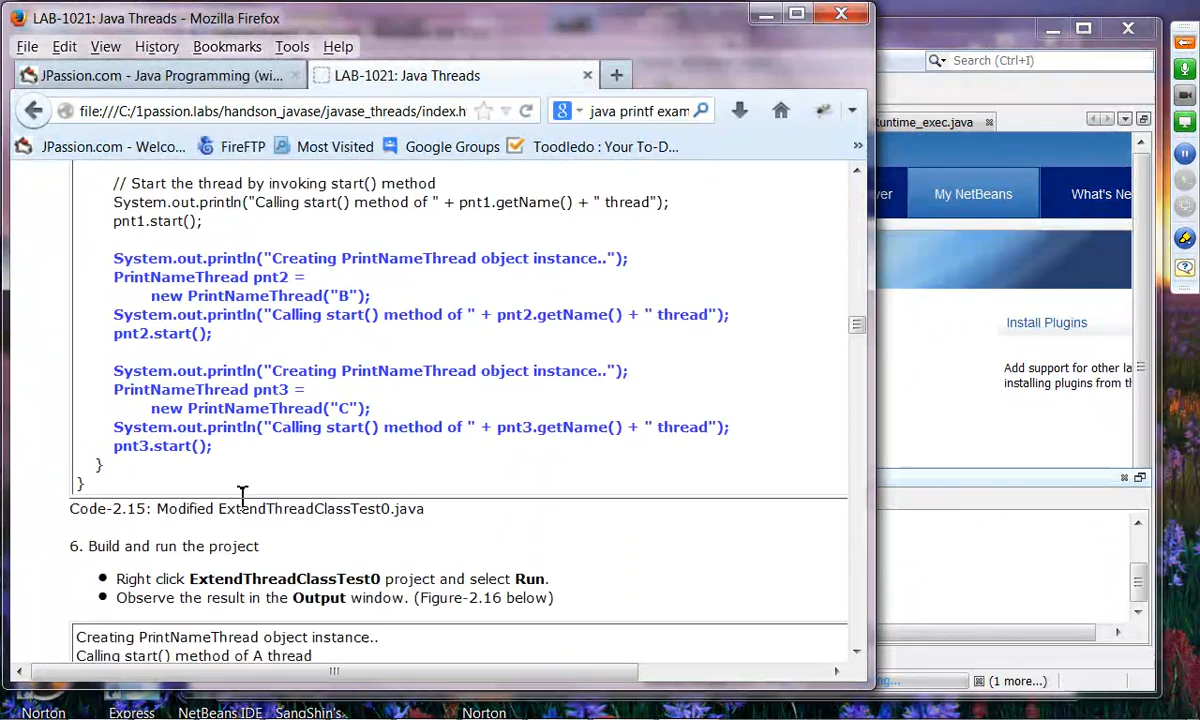 LAB-1021: Java Threads - Mozilla Firefox
File Edit View History Bookmarks Tools Help
JPassion.com - Java Programming (wi... LAB-1021: Java Threads
file:///C:/1passion.labs/handson_javase/javase_threads/index.h java printf exam
Search (Ctrl+I)
JPassion.com - Welco... FireFTP Most Visited Google Groups Toodledo : Your To-D... »
Runtime_exec.java
ver My NetBeans What's Ne
// Start the thread by invoking start() method
System.out.println("Calling start() method of " + pnt1.getName() + " thread");
pnt1.start();
System.out.println("Creating PrintNameThread object instance..");
PrintNameThread pnt2 =
new PrintNameThread("B");
System.out.println("Calling start() method of " + pnt2.getName() + " thread");
pnt2.start();
System.out.println("Creating PrintNameThread object instance..");
PrintNameThread pnt3 =
new PrintNameThread("C");
System.out.println("Calling start() method of " + pnt3.getName() + " thread");
pnt3.start();
}
}
Install Plugins
Add support for other la
installing plugins from th
Code-2.15: Modified ExtendThreadClassTest0.java
6. Build and run the project
● Right click ExtendThreadClassTest0 project and select Run.
● Observe the result in the Output window. (Figure-2.16 below)
Creating PrintNameThread object instance..
Calling start() method of A thread
ng... (1 more...)
Norton Express NetBeans IDE SangShin's Norton